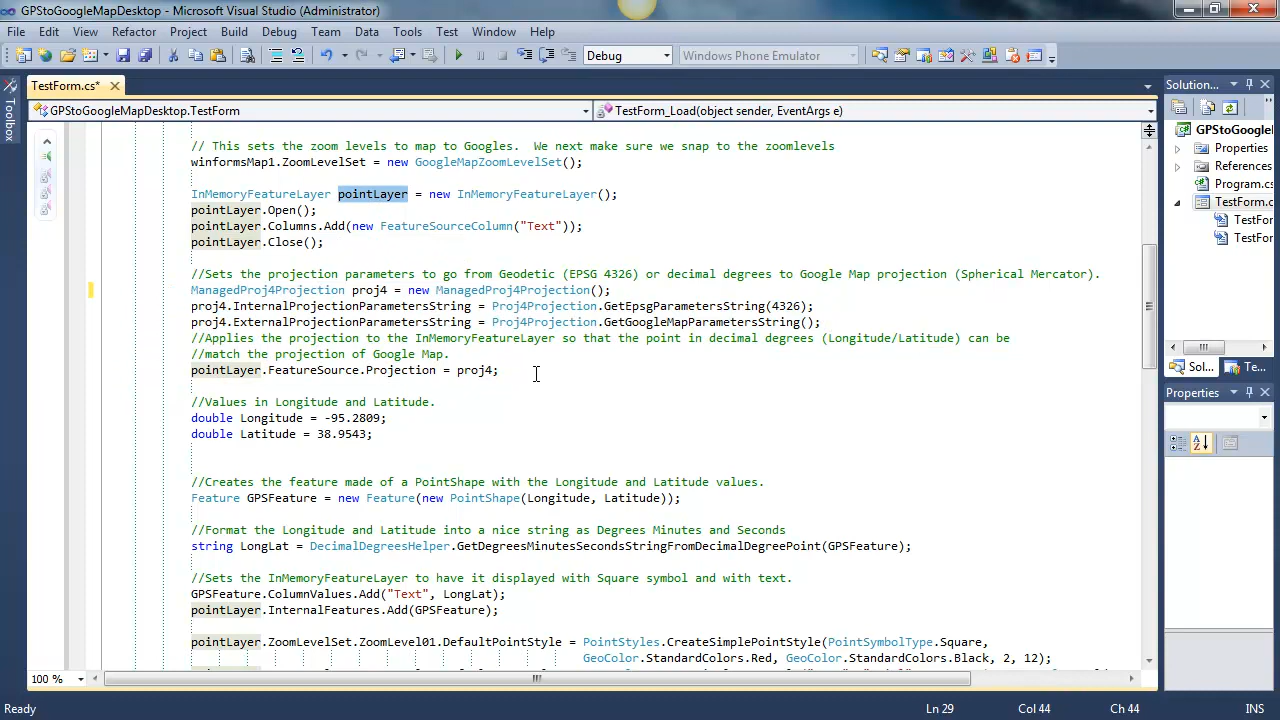 GPStoGoogleMapDesktop - Microsoft Visual Studio (Administrator)
File Edit View Refactor Project Build Debug Team Data Tools Test Window Help
Debug Windows Phone Emulator
TestForm.cs*
Toolbox
GPStoGoogleMapDesktop.TestForm TestForm_Load(object sender, EventArgs e)
// This sets the zoom levels to map to Googles.  We next make sure we snap to the zoomlevels
winformsMap1.ZoomLevelSet = new GoogleMapZoomLevelSet();
InMemoryFeatureLayer pointLayer = new InMemoryFeatureLayer();
pointLayer.Open();
pointLayer.Columns.Add(new FeatureSourceColumn("Text"));
pointLayer.Close();
//Sets the projection parameters to go from Geodetic (EPSG 4326) or decimal degrees to Google Map projection (Spherical Mercator).
ManagedProj4Projection proj4 = new ManagedProj4Projection();
proj4.InternalProjectionParametersString = Proj4Projection.GetEpsgParametersString(4326);
proj4.ExternalProjectionParametersString = Proj4Projection.GetGoogleMapParametersString();
//Applies the projection to the InMemoryFeatureLayer so that the point in decimal degrees (Longitude/Latitude) can be
//match the projection of Google Map.
pointLayer.FeatureSource.Projection = proj4;
//Values in Longitude and Latitude.
double Longitude = -95.2809;
double Latitude = 38.9543;
//Creates the feature made of a PointShape with the Longitude and Latitude values.
Feature GPSFeature = new Feature(new PointShape(Longitude, Latitude));
//Format the Longitude and Latitude into a nice string as Degrees Minutes and Seconds
string LongLat = DecimalDegreesHelper.GetDegreesMinutesSecondsStringFromDecimalDegreePoint(GPSFeature);
//Sets the InMemoryFeatureLayer to have it displayed with Square symbol and with text.
GPSFeature.ColumnValues.Add("Text", LongLat);
pointLayer.InternalFeatures.Add(GPSFeature);
pointLayer.ZoomLevelSet.ZoomLevel01.DefaultPointStyle = PointStyles.CreateSimplePointStyle(PointSymbolType.Square,
GeoColor.StandardColors.Red, GeoColor.StandardColors.Black, 2, 12);
100 %
Solution...
GPStoGoogleI
Properties
References
Program.cs
TestForm.c
TestFor
TestFor
Sol... Te...
Properties
Ready Ln 29 Col 44 Ch 44 INS